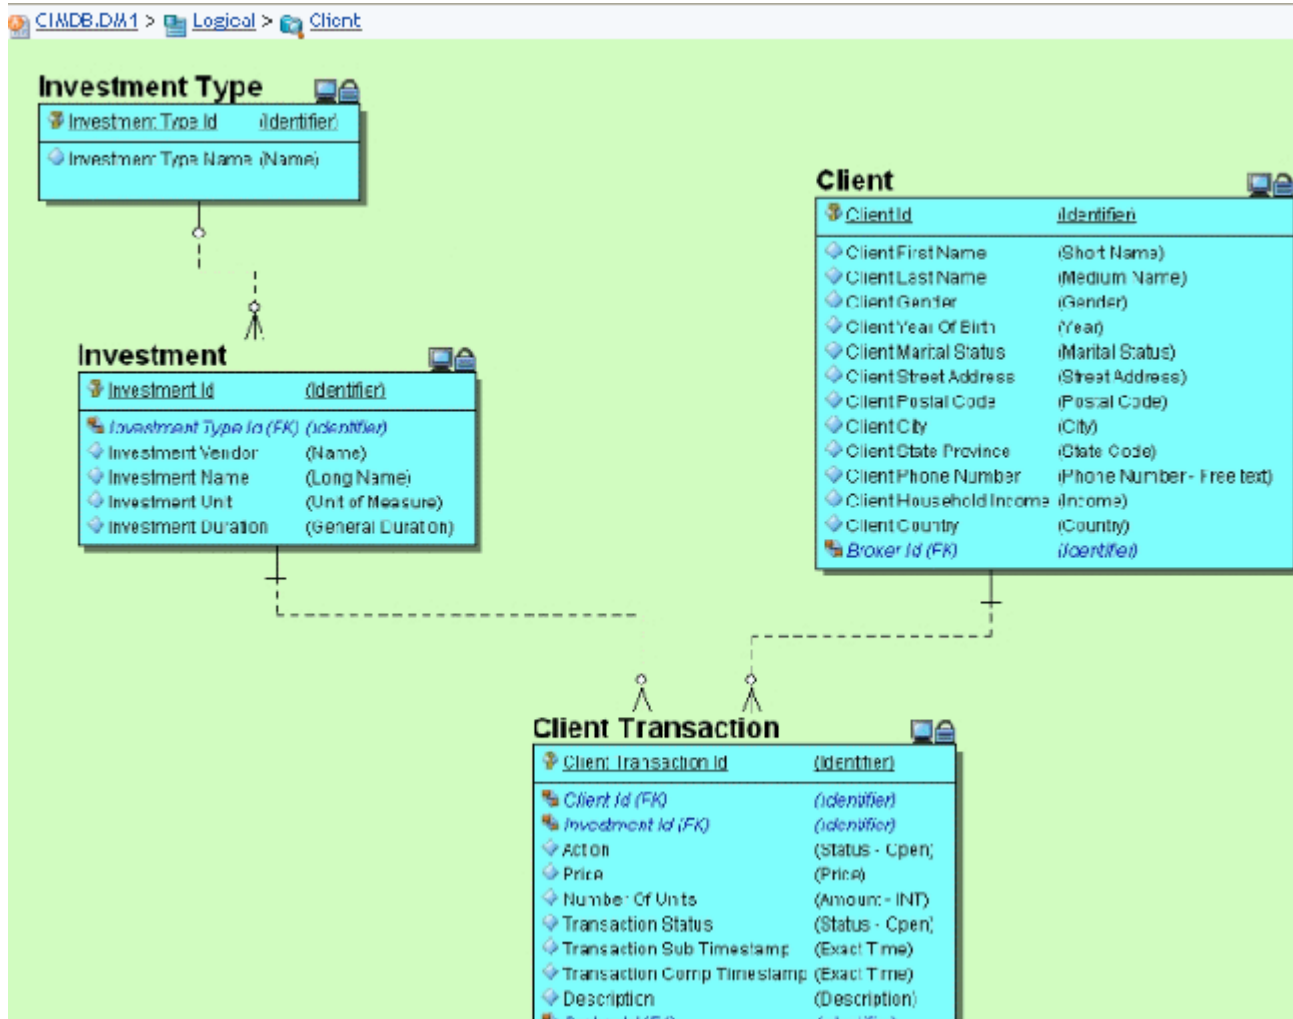 CIMDB.DM1 > Logical > Client
Investment Type
Investment Type Id (Identifier)
Investment Type Name (Name)
Client
Client Id (Identifier)
Client First Name (Short Name)
Client Last Name (Medium Name)
Client Gender (Gender)
Client Year Of Birth (Year)
Client Marital Status (Marital Status)
Client Street Address (Street Address)
Client Postal Code (Postal Code)
Client City (City)
Client State Province (State Code)
Client Phone Number (Phone Number - Free text)
Client Household Income (Income)
Client Country (Country)
Broker Id (FK) (Identifier)
Investment
Investment Id (Identifier)
Investment Type Id (FK) (Identifier)
Investment Vendor (Name)
Investment Name (Long Name)
Investment Unit (Unit of Measure)
Investment Duration (General Duration)
Client Transaction
Client Transaction Id (Identifier)
Client Id (FK) (Identifier)
Investment Id (FK) (Identifier)
Action (Status - Open)
Price (Price)
Number Of Units (Amount - INT)
Transaction Status (Status - Open)
Transaction Sub Timestamp (Exact Time)
Transaction Comp Timestamp (Exact Time)
Description (Description)